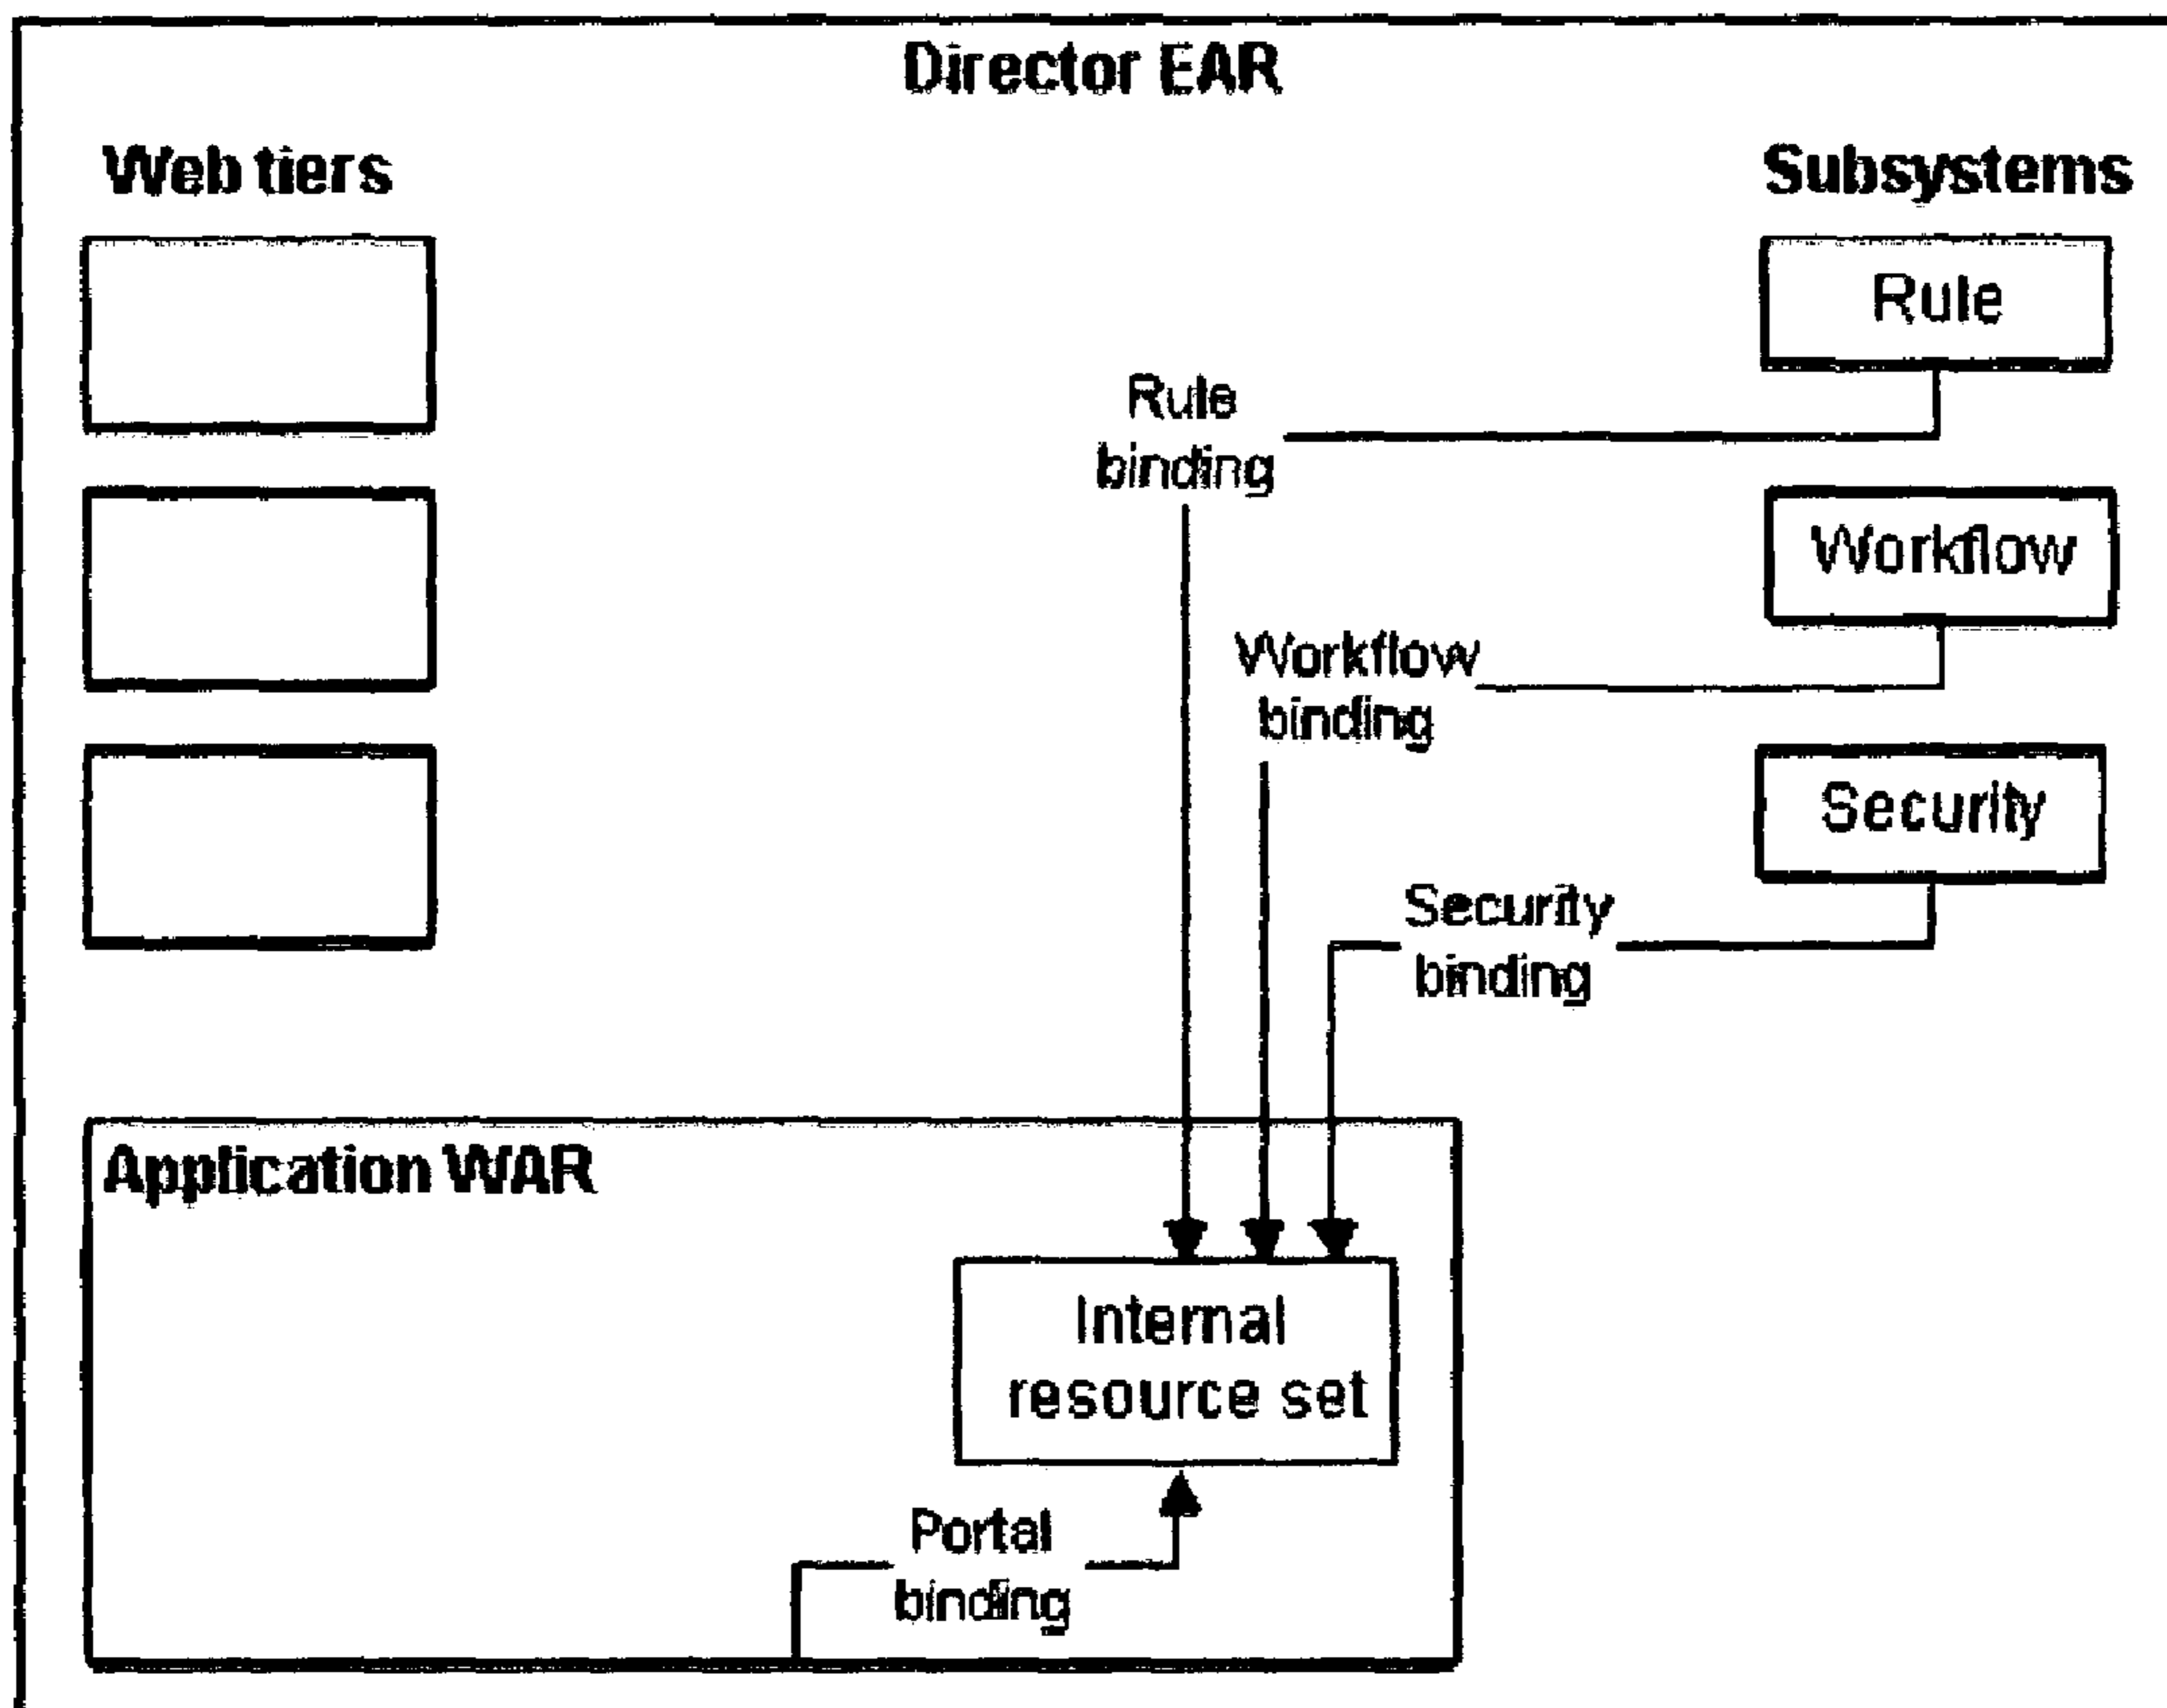 Director EAR
Web tiers
Subsystems
Rule
Rule
binding
Workflow
Workflow
binding
Security
Security
binding
Application WAR
Internal
resource set
Portal
binding